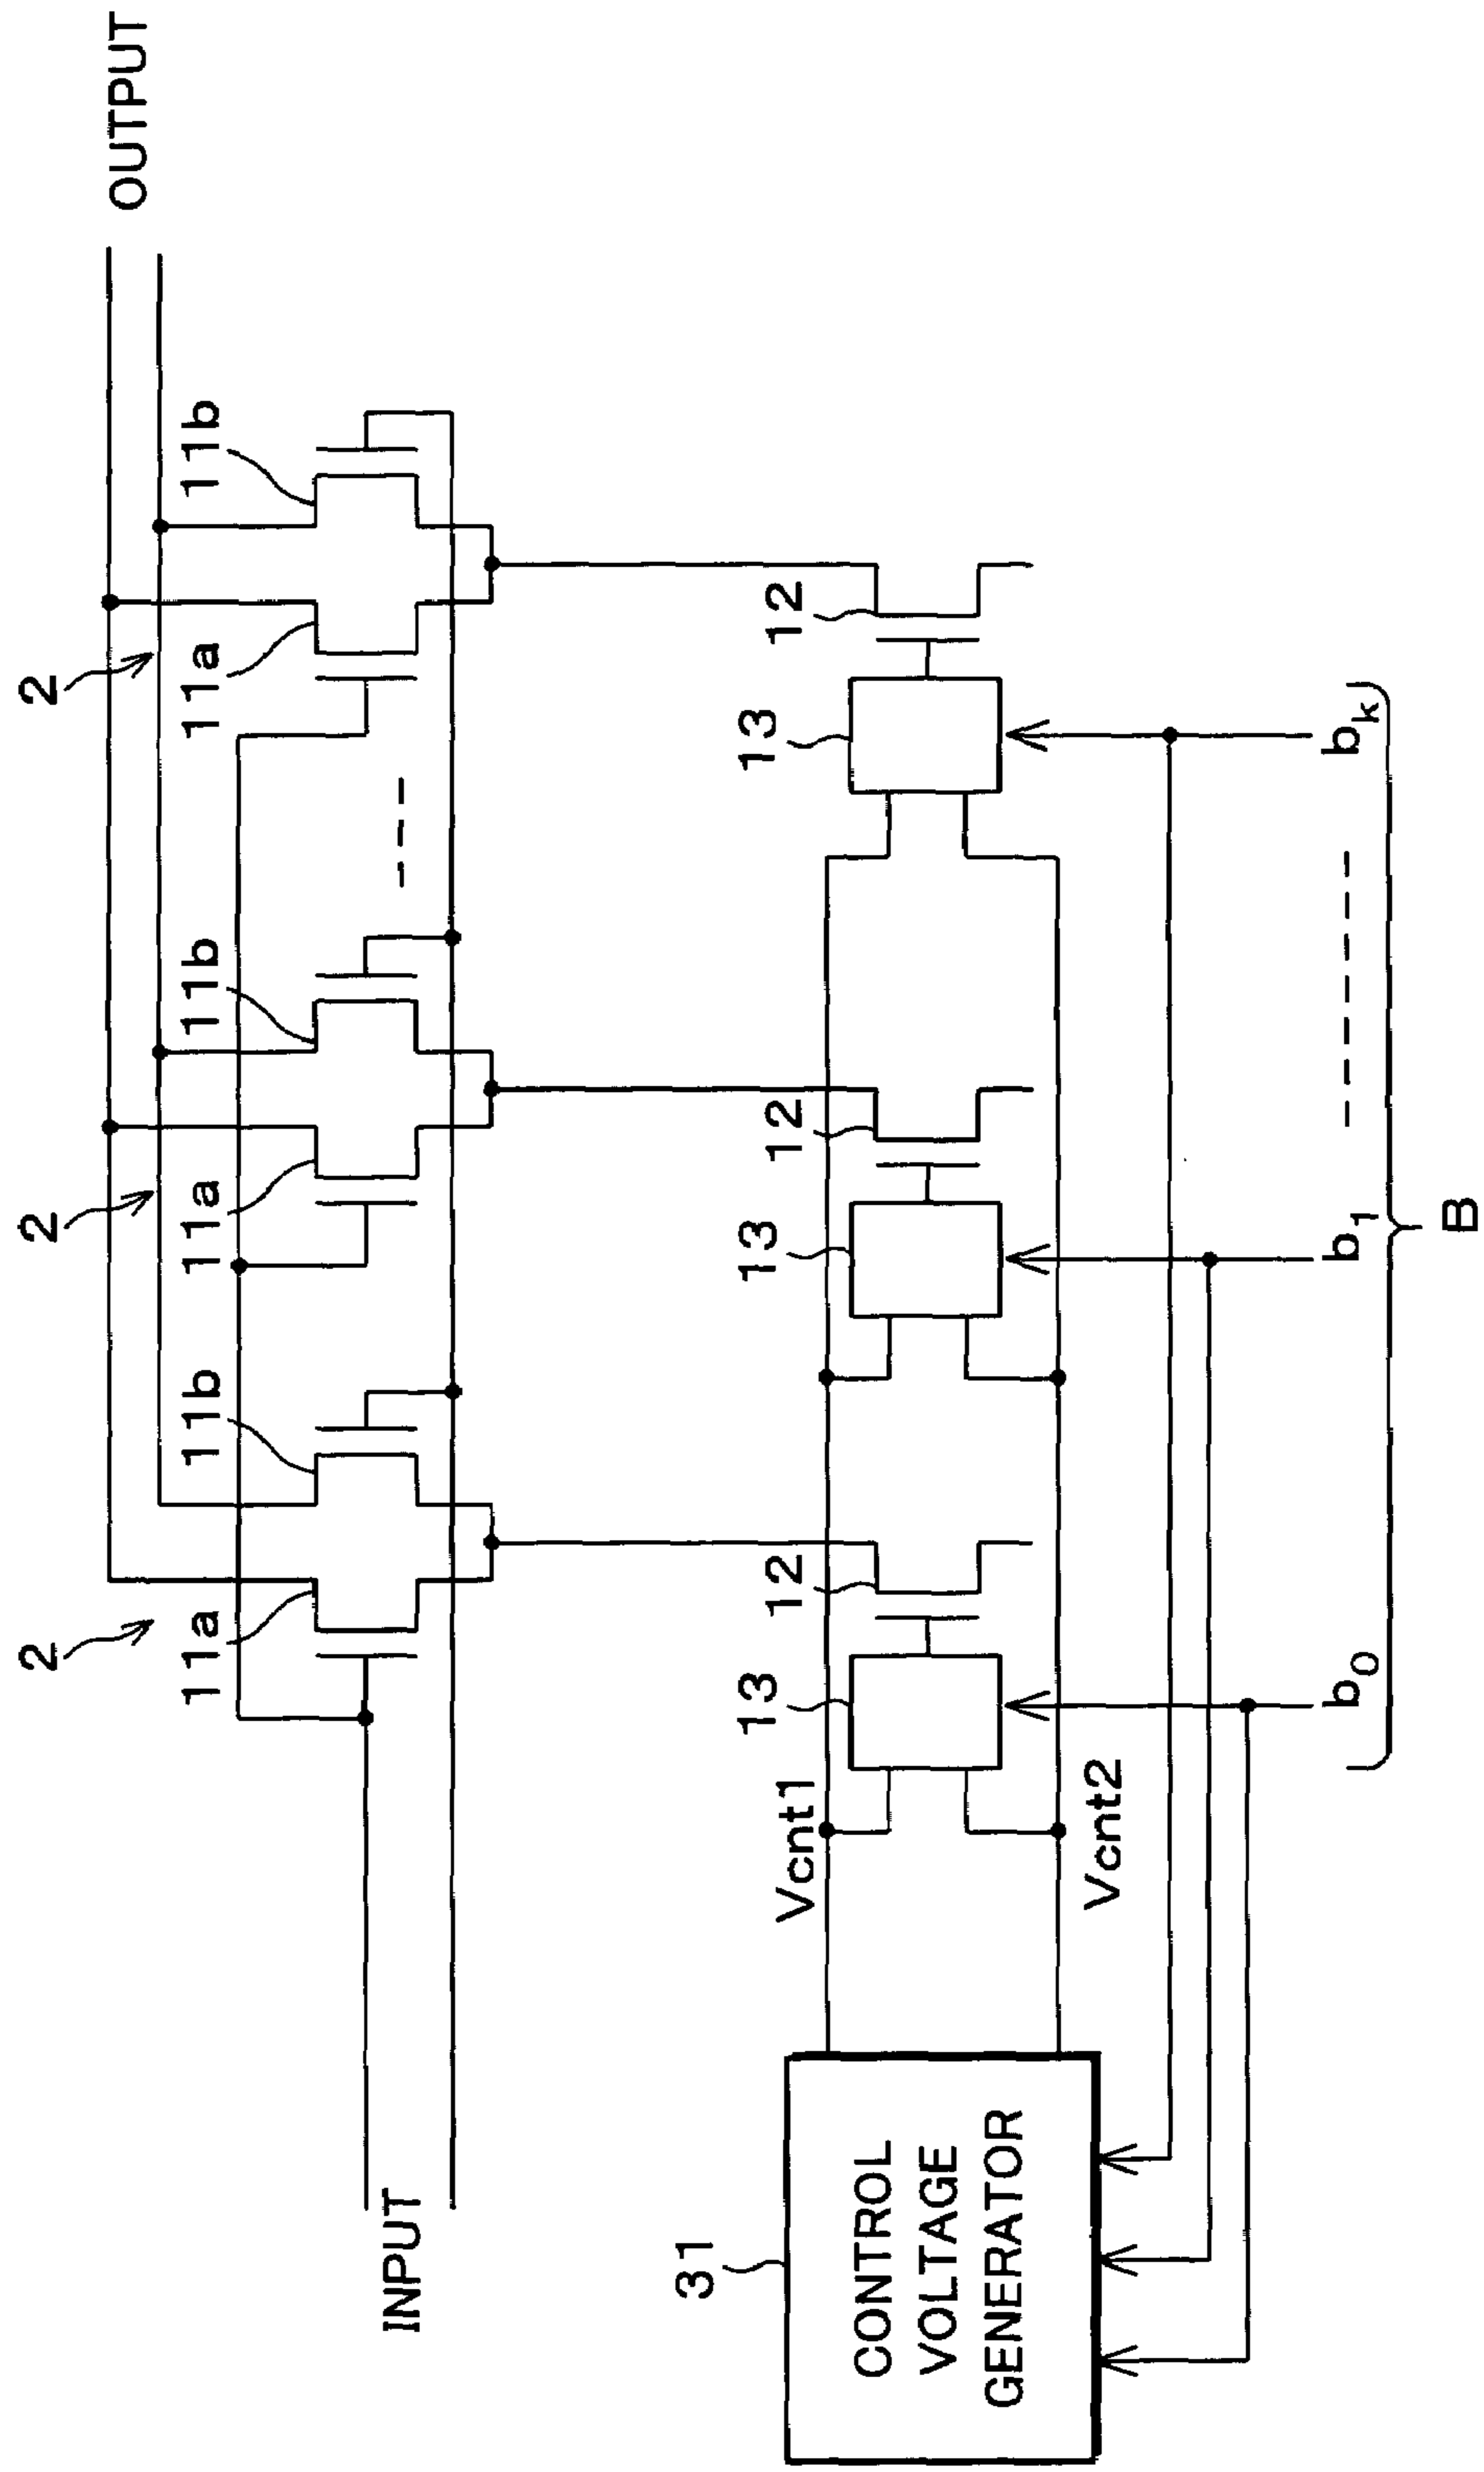 OUTPUT
2
2
2
11a
11b
11a
11b
11a
11b
INPUT
12
12
12
13
13
13
Vcnt1
Vcnt2
31
CONTROL
VOLTAGE
GENERATOR
b0
b1
bk
B